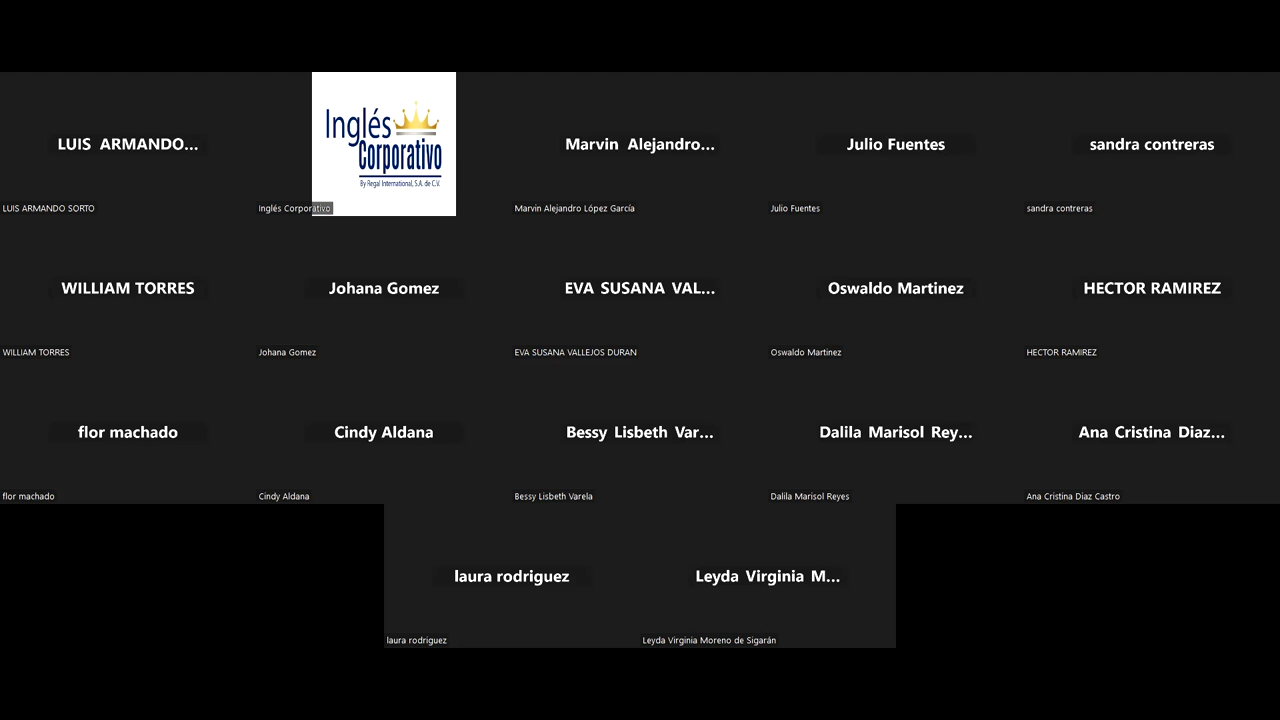 LUIS ARMANDO...
Inglés
Corporativo
By Regal International, S.A. de C.V.
Marvin Alejandro...
Julio Fuentes
sandra contreras
LUIS ARMANDO SORTO
Inglés Corporativo
Marvin Alejandro López García
Julio Fuentes
sandra contreras
WILLIAM TORRES
Johana Gomez
EVA SUSANA VAL...
Oswaldo Martinez
HECTOR RAMIREZ
WILLIAM TORRES
Johana Gomez
EVA SUSANA VALLEJOS DURAN
Oswaldo Martinez
HECTOR RAMIREZ
flor machado
Cindy Aldana
Bessy Lisbeth Var...
Dalila Marisol Rey...
Ana Cristina Diaz...
flor machado
Cindy Aldana
Bessy Lisbeth Varela
Dalila Marisol Reyes
Ana Cristina Diaz Castro
laura rodriguez
Leyda Virginia M...
laura rodriguez
Leyda Virginia Moreno de Sigarán